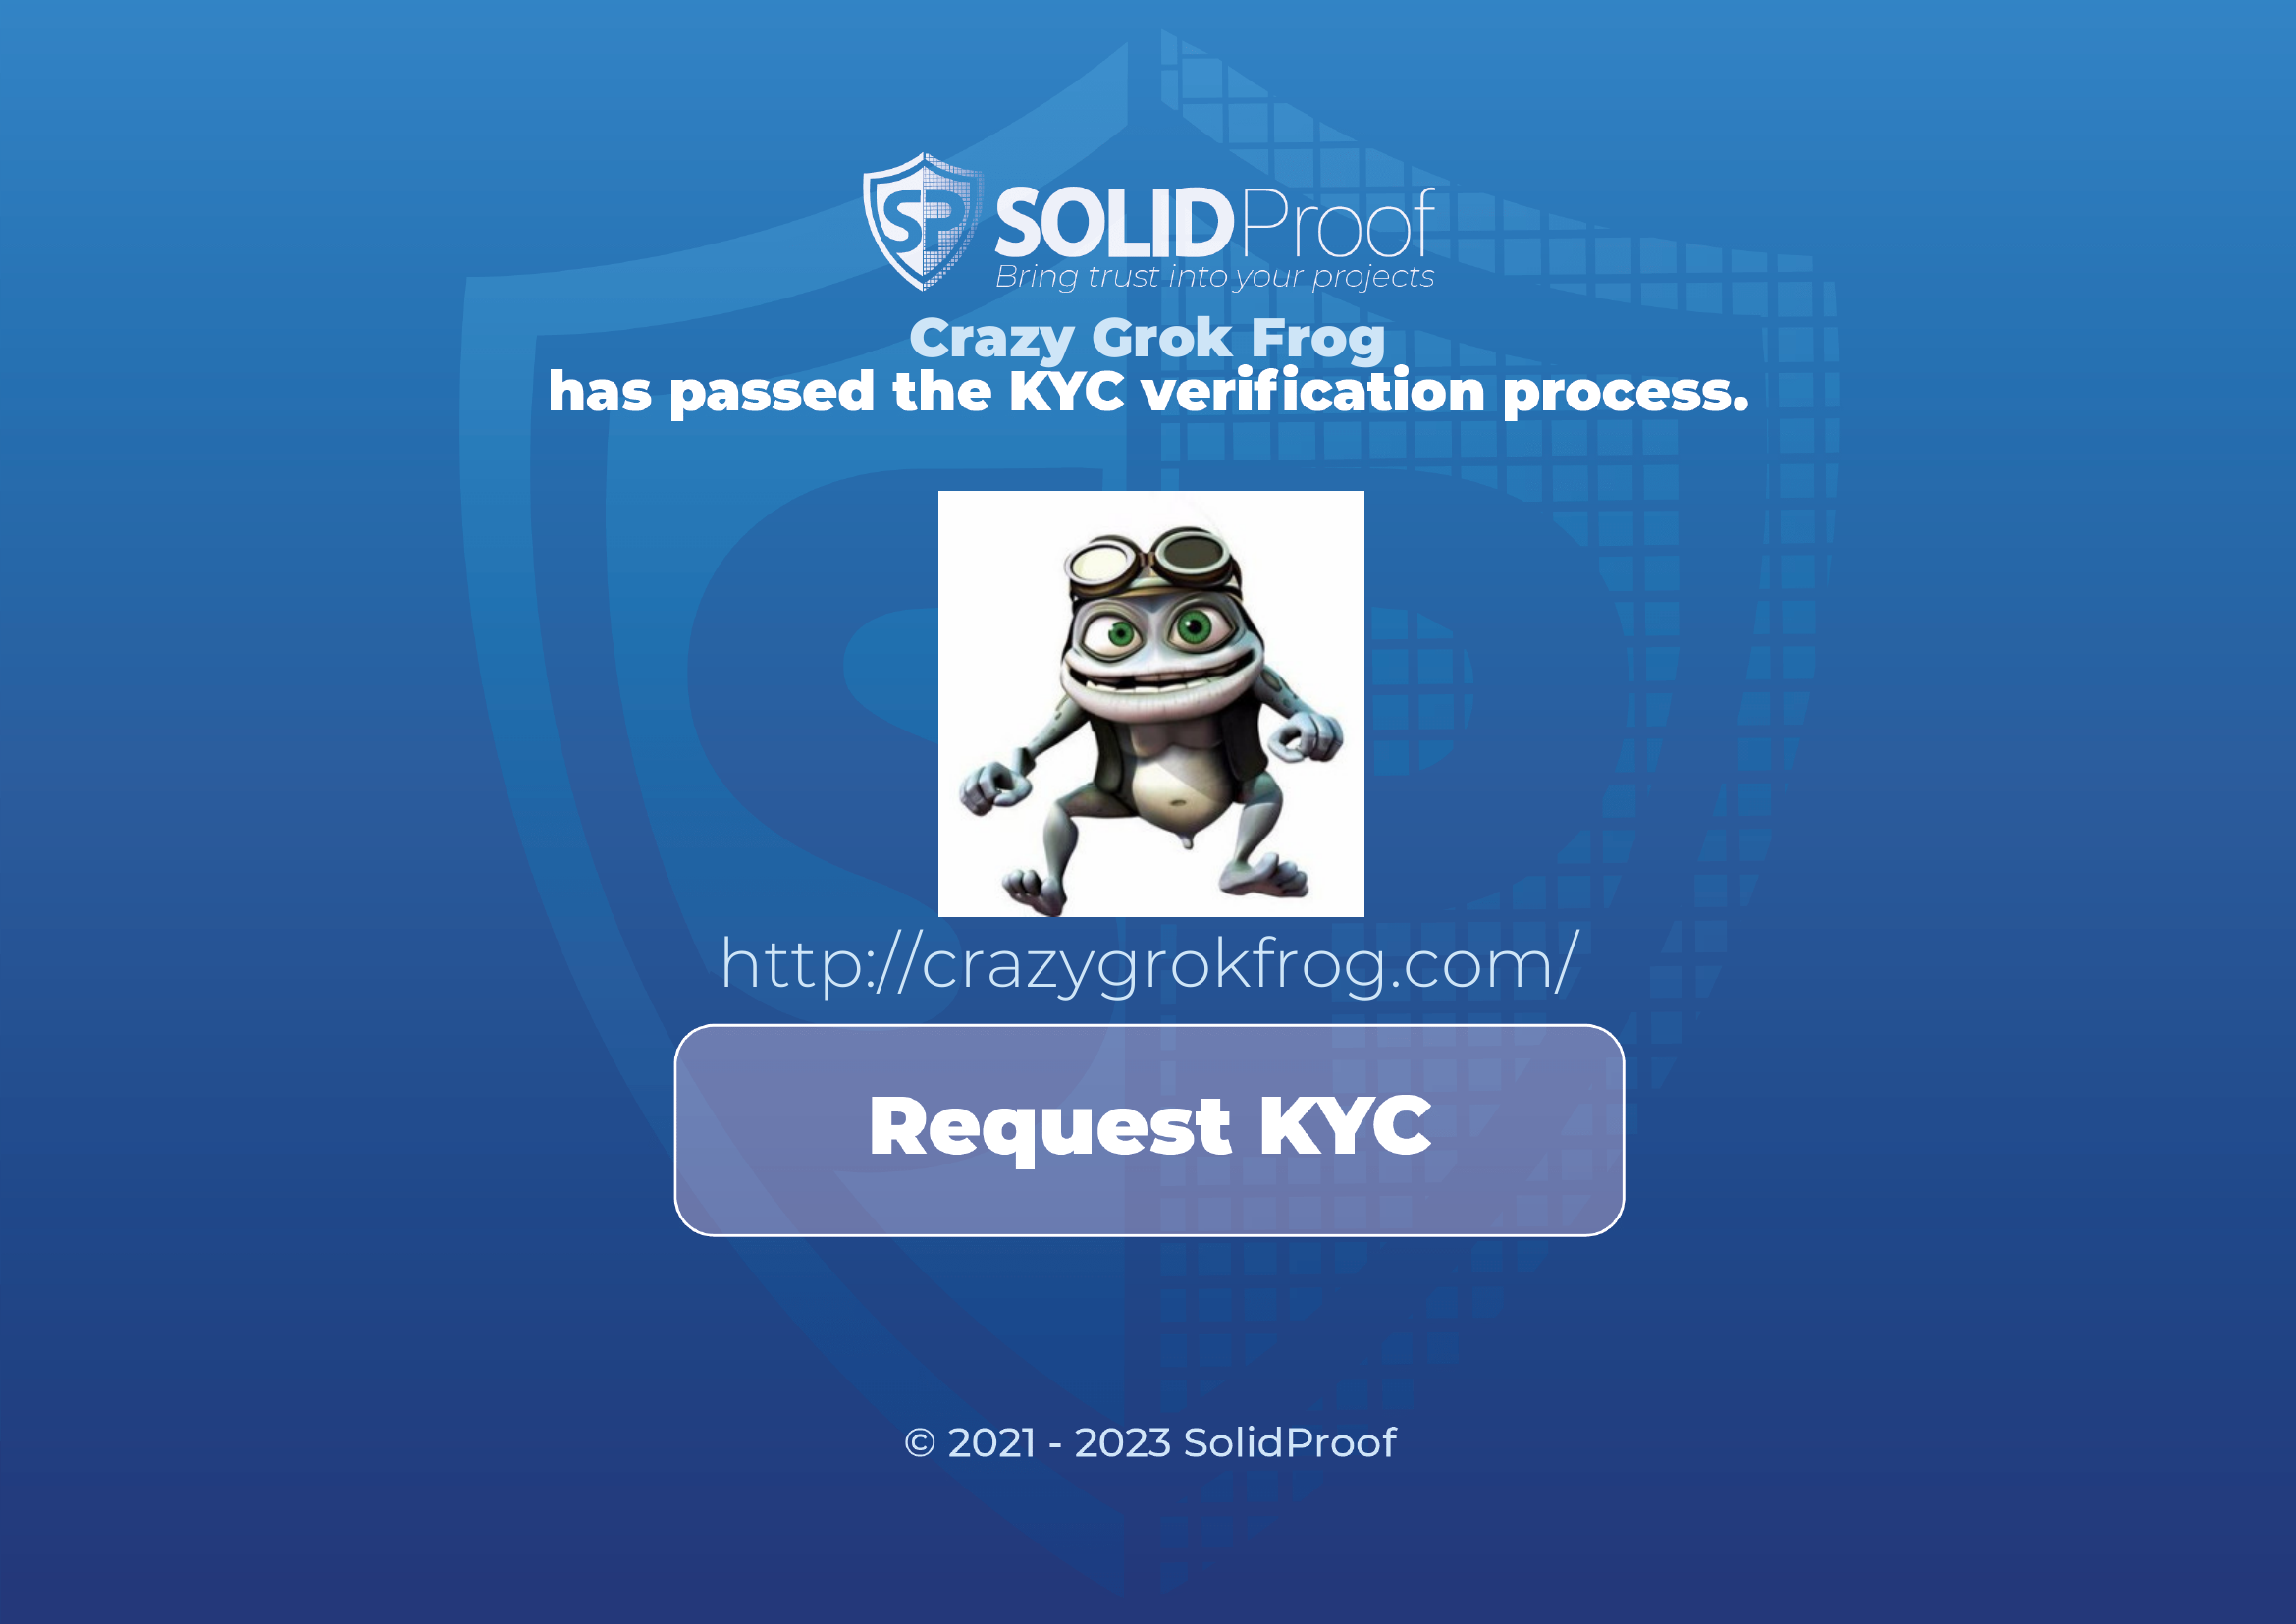 SP SOLIDProof
Bring trust into your projects
Crazy Grok Frog
has passed the KYC verification process.
http://crazygrokfrog.com/
Request KYC
© 2021 - 2023 SolidProof